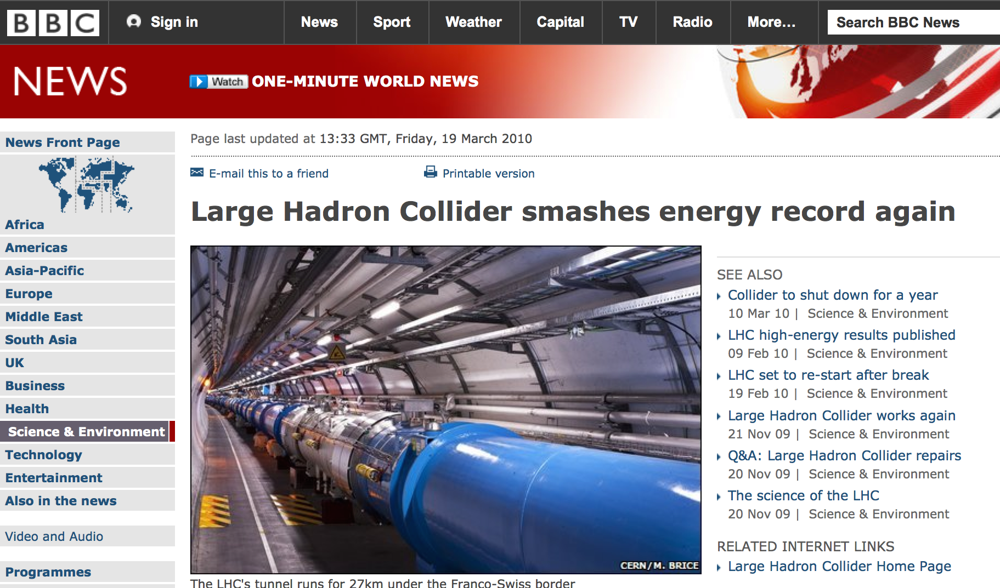 BBC
Sign in
News
Sport
Weather
Capital
TV
Radio
More...
Search BBC News
NEWS
Watch ONE-MINUTE WORLD NEWS
News Front Page
Africa
Americas
Asia-Pacific
Europe
Middle East
South Asia
UK
Business
Health
Science & Environment
Technology
Entertainment
Also in the news
Video and Audio
Programmes
Page last updated at 13:33 GMT, Friday, 19 March 2010
E-mail this to a friend
Printable version
Large Hadron Collider smashes energy record again
CERN/M. BRICE
The LHC's tunnel runs for 27km under the Franco-Swiss border
SEE ALSO
Collider to shut down for a year
10 Mar 10 | Science & Environment
LHC high-energy results published
09 Feb 10 | Science & Environment
LHC set to re-start after break
19 Feb 10 | Science & Environment
Large Hadron Collider works again
21 Nov 09 | Science & Environment
Q&A: Large Hadron Collider repairs
20 Nov 09 | Science & Environment
The science of the LHC
20 Nov 09 | Science & Environment
RELATED INTERNET LINKS
Large Hadron Collider Home Page